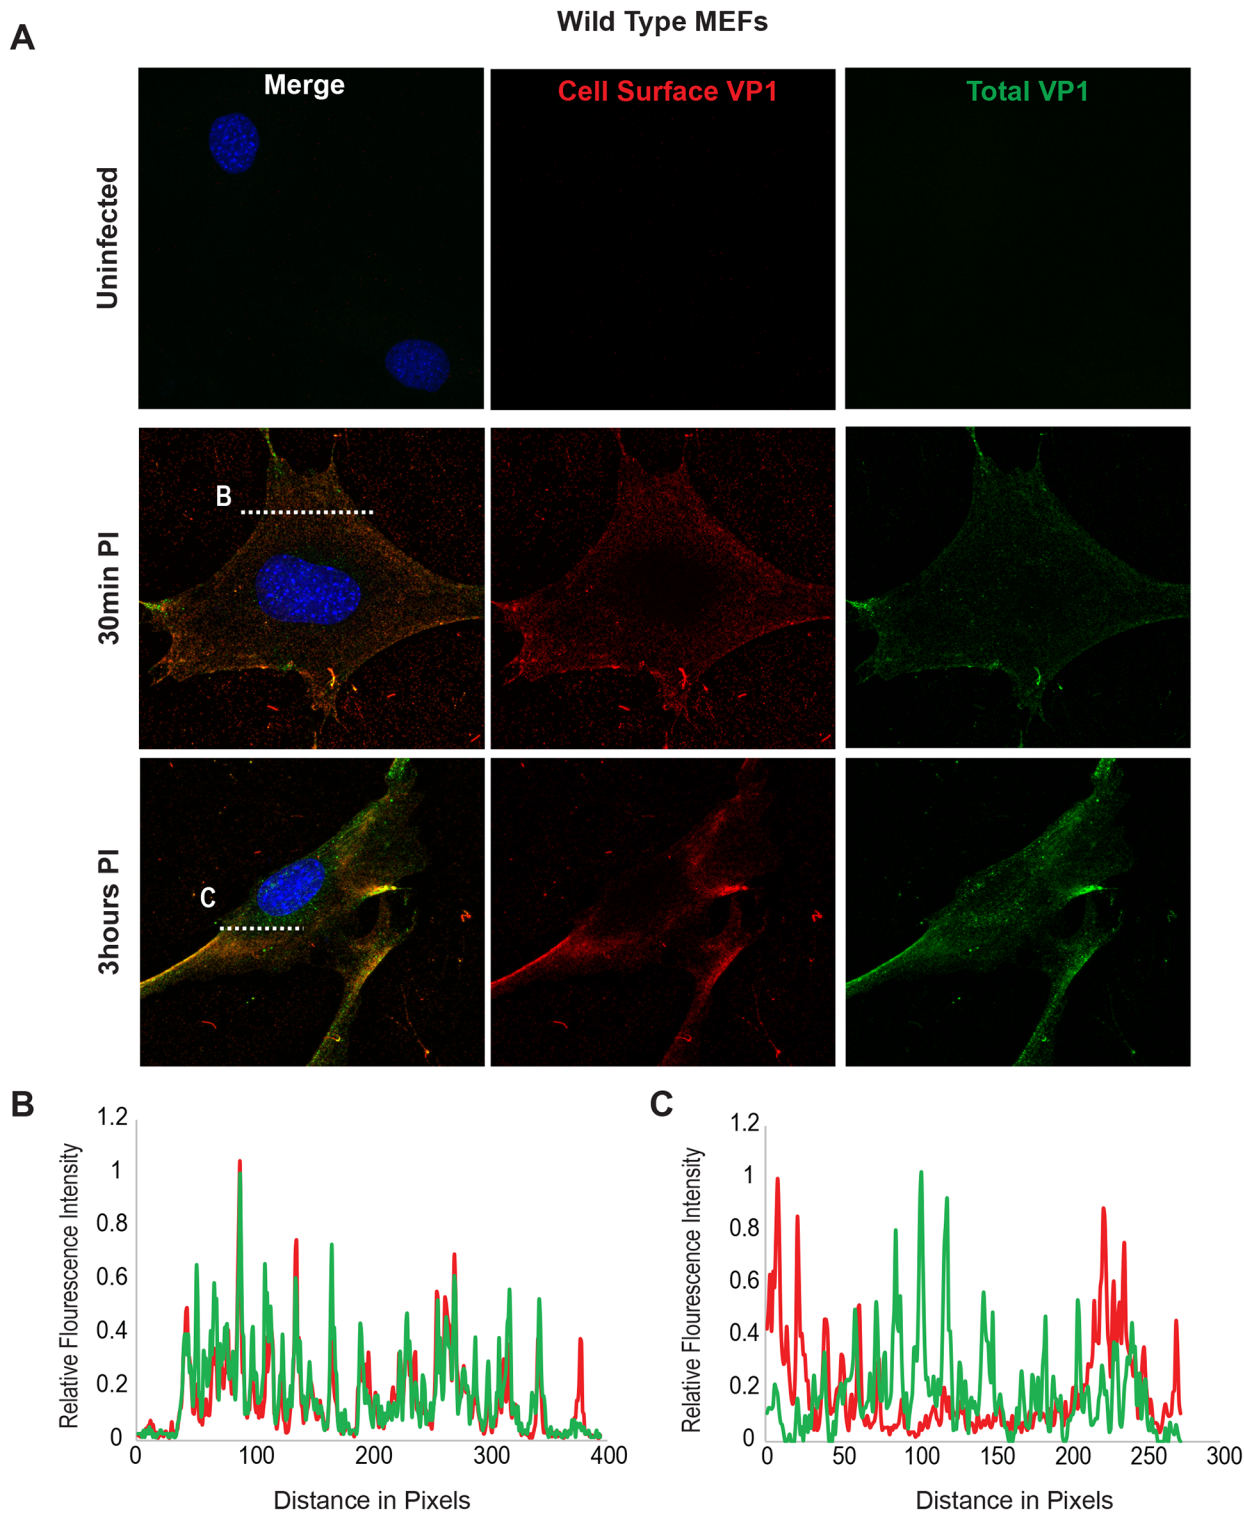 Wild Type MEFs
A
Merge
Cell Surface VP1
Total VP1
Uninfected
B
30min PI
C
3hours PI
B
1.2
1
0.8
0.6
0.4
0.2
0
Relative Flourescence Intensity
0 100 200 300 400
Distance in Pixels
C
1.2
1
0.8
0.6
0.4
0.2
0
Relative Flourescence Intensity
0 50 100 150 200 250 300
Distance in Pixels